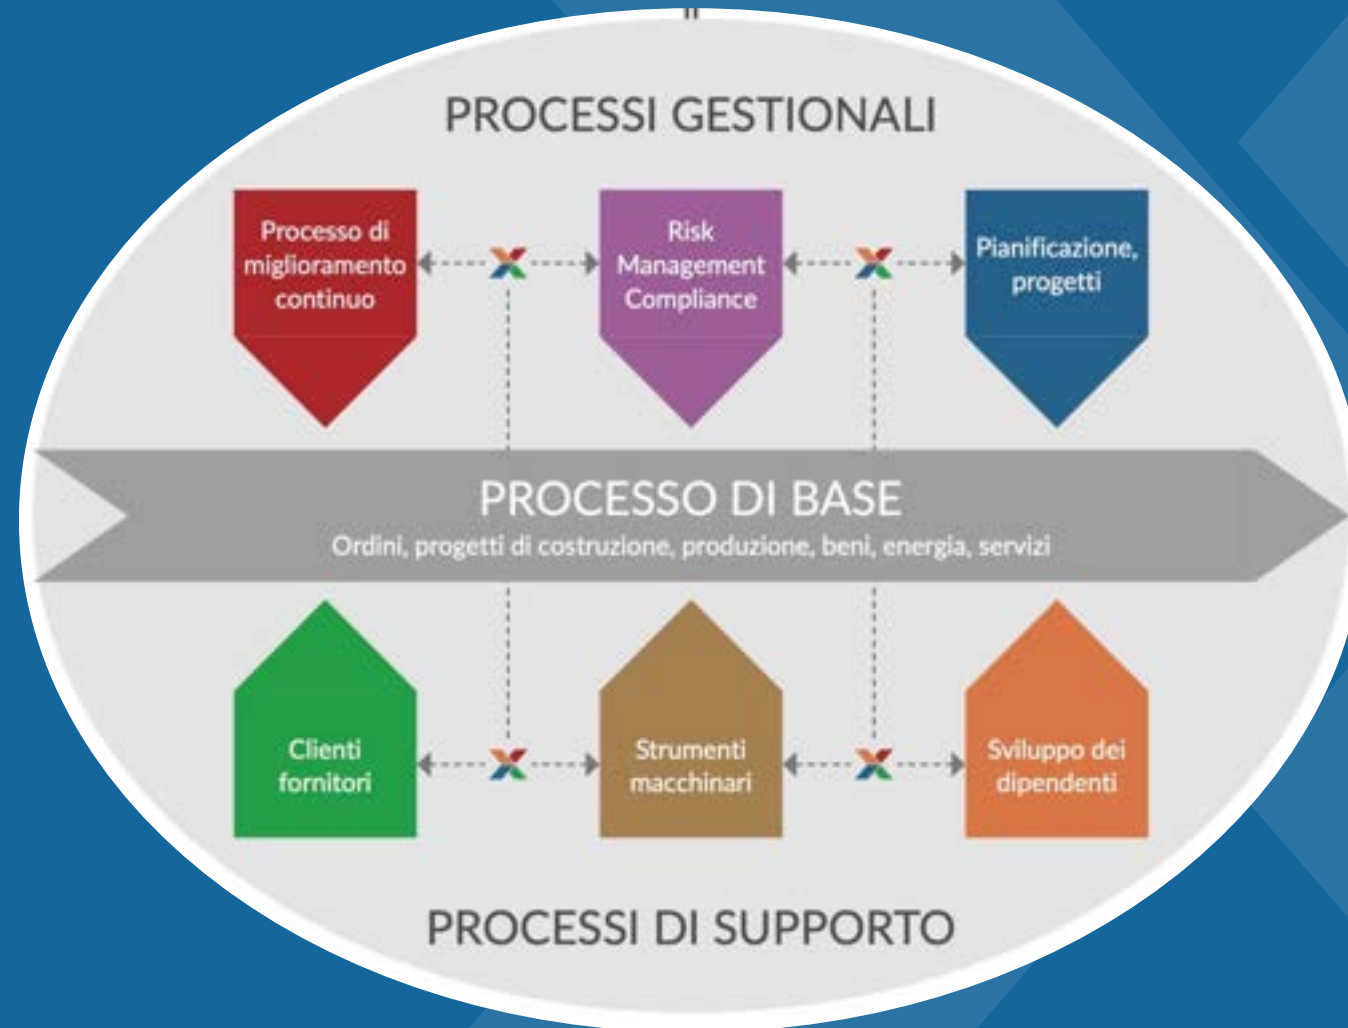 PROCESSI GESTIONALI
Processo di
miglioramento
continuo
Risk
Management
Compliance
Pianificazione,
progetti
PROCESSO DI BASE
Ordini, progetti di costruzione, produzione, beni, energia, servizi
Clienti
fornitori
Strumenti
macchinari
Sviluppo dei
dipendenti
PROCESSI DI SUPPORTO